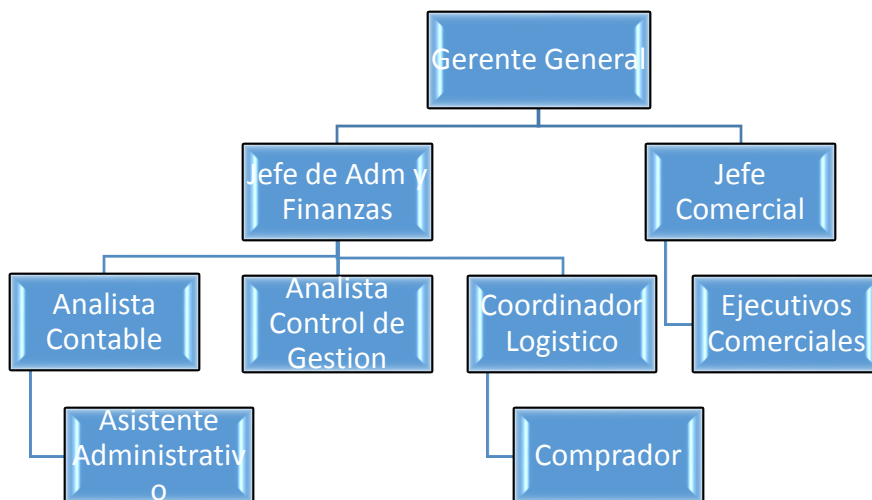 Gerente General
Jefe de Adm y
Finanzas
Jefe
Comercial
Analista
Contable
Analista
Control de
Gestion
Coordinador
Logistico
Ejecutivos
Comerciales
Asistente
Administrativ
o
Comprador